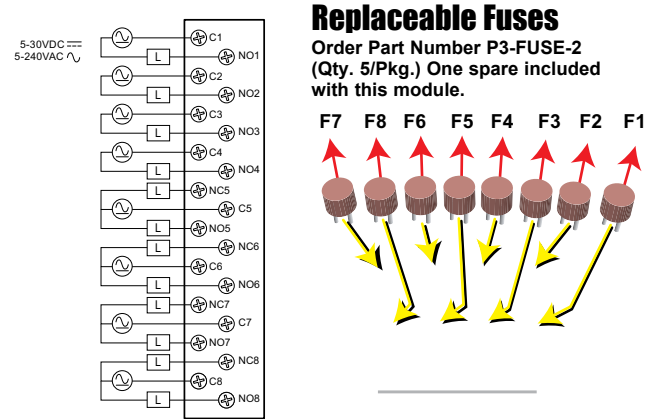 5-30VDC
5-240VAC
C1
L NO1
C2
L NO2
C3
L NO3
C4
L NO4
L NC5
C5
L NO5
L NC6
C6
L NO6
L NC7
C7
L NO7
L NC8
C8
L NO8
Replaceable Fuses
Order Part Number P3-FUSE-2
(Qty. 5/Pkg.) One spare included
with this module.
F7 F8 F6 F5 F4 F3 F2 F1